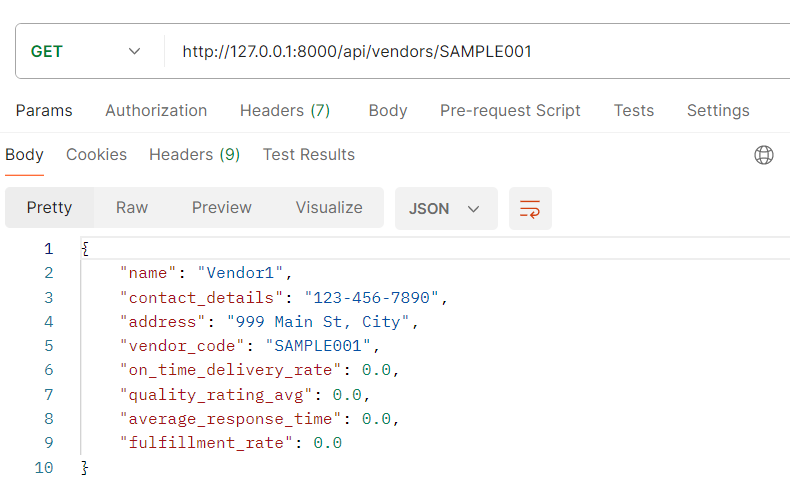 GET http://127.0.0.1:8000/api/vendors/SAMPLE001
Params Authorization Headers (7) Body Pre-request Script Tests Settings
Body Cookies Headers (9) Test Results
Pretty Raw Preview Visualize JSON
1 {
2 "name": "Vendor1",
3 "contact_details": "123-456-7890",
4 "address": "999 Main St, City",
5 "vendor_code": "SAMPLE001",
6 "on_time_delivery_rate": 0.0,
7 "quality_rating_avg": 0.0,
8 "average_response_time": 0.0,
9 "fulfillment_rate": 0.0
10 }